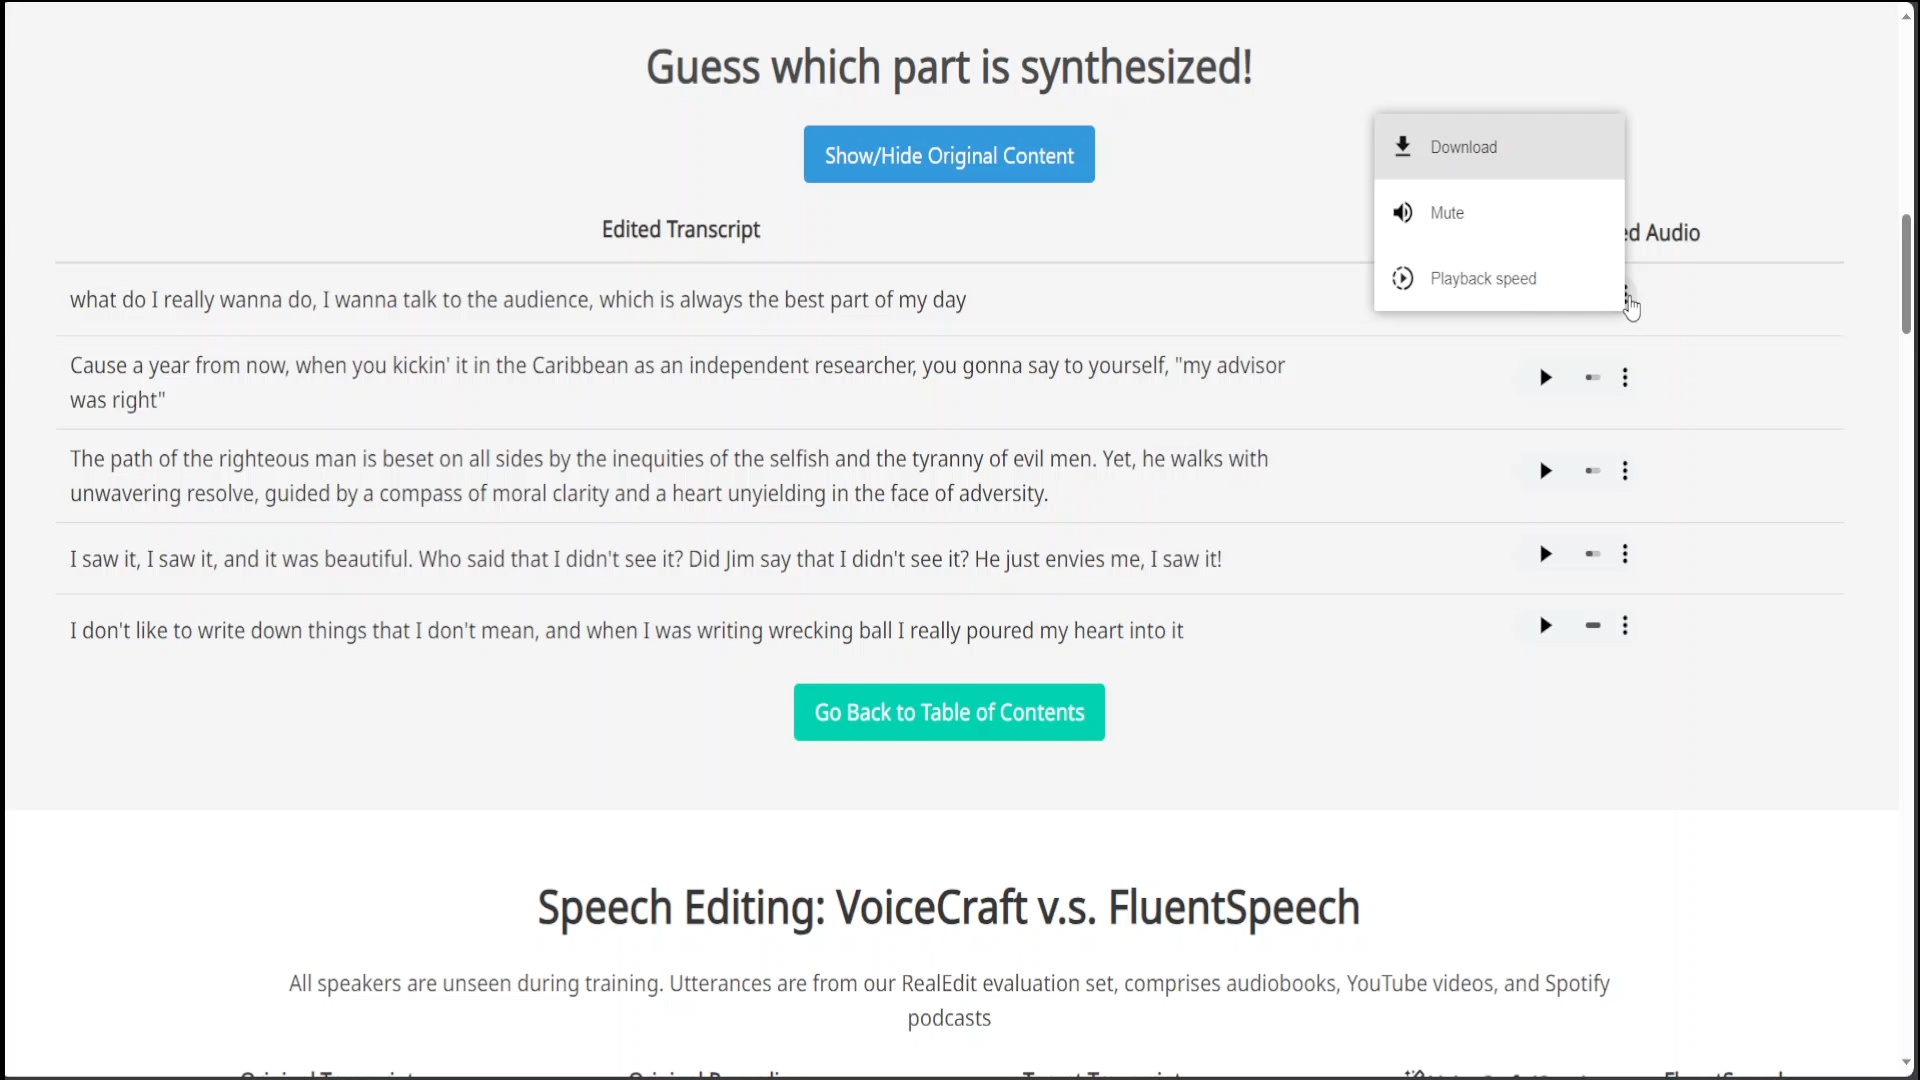 Guess which part is synthesized!
Show/Hide Original Content
Download
Mute
Playback speed
Edited Transcript
ed Audio
what do I really wanna do, I wanna talk to the audience, which is always the best part of my day
Cause a year from now, when you kickin' it in the Caribbean as an independent researcher, you gonna say to yourself, "my advisor
was right"
The path of the righteous man is beset on all sides by the inequities of the selfish and the tyranny of evil men. Yet, he walks with
unwavering resolve, guided by a compass of moral clarity and a heart unyielding in the face of adversity.
I saw it, I saw it, and it was beautiful. Who said that I didn't see it? Did Jim say that I didn't see it? He just envies me, I saw it!
I don't like to write down things that I don't mean, and when I was writing wrecking ball I really poured my heart into it
Go Back to Table of Contents
Speech Editing: VoiceCraft v.s. FluentSpeech
All speakers are unseen during training. Utterances are from our RealEdit evaluation set, comprises audiobooks, YouTube videos, and Spotify
podcasts